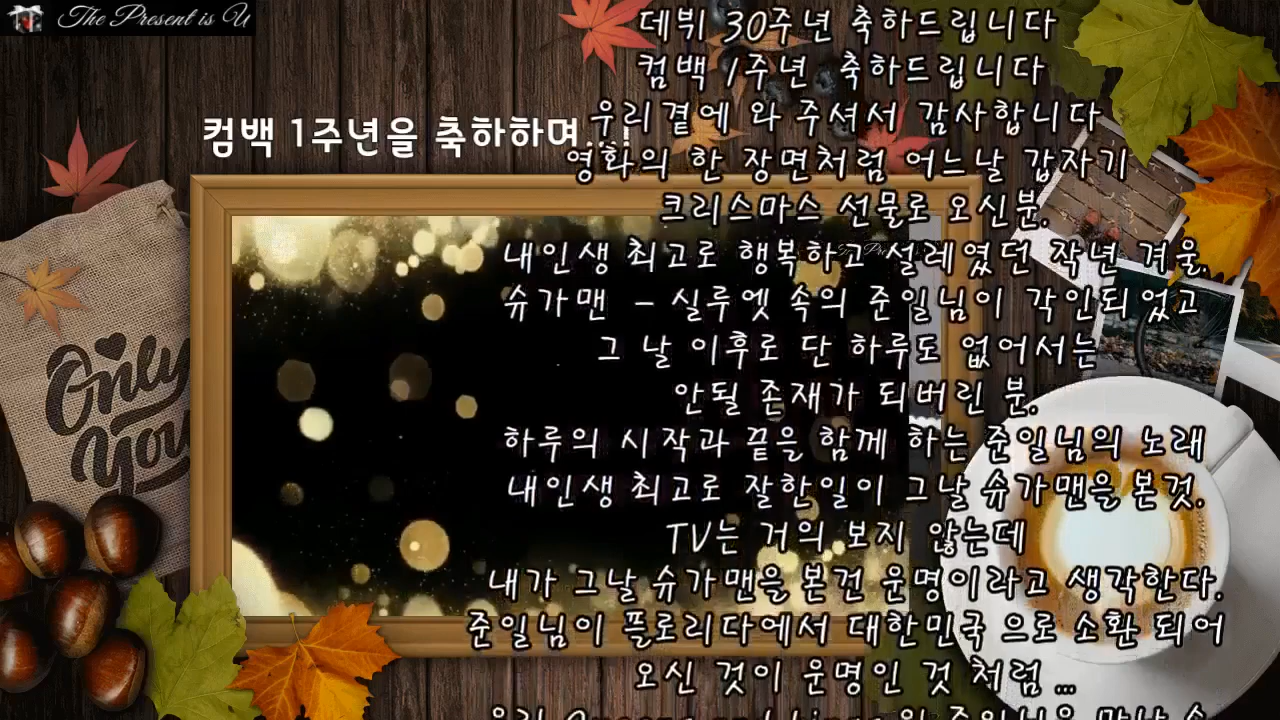 The Present is U
데뷔 30주년 축하드립니다
컴백 1주년 축하드립니다
우리곁에 와 주셔서 감사합니다
컴백 1주년을 축하하며...!
영화의 한 장면처럼 어느날 갑자기
크리스마스 선물로 오신분.
내인생 최고로 행복하고 설레였던 작년 겨울.
슈가맨 - 실루엣 속의 준일님이 각인되었고
그 날 이후로 단 하루도 없어서는
안될 존재가 되버린 분.
하루의 시작과 끝을 함께 하는 준일님의 노래
내인생 최고로 잘한일이 그날 슈가맨을 본것.
TV는 거의 보지 않는데
내가 그날 슈가맨을 본건 운명이라고 생각한다.
준일님이 플로리다에서 대한민국 으로 소환 되어
오신 것이 운명인 것 처럼 ...
Only
You